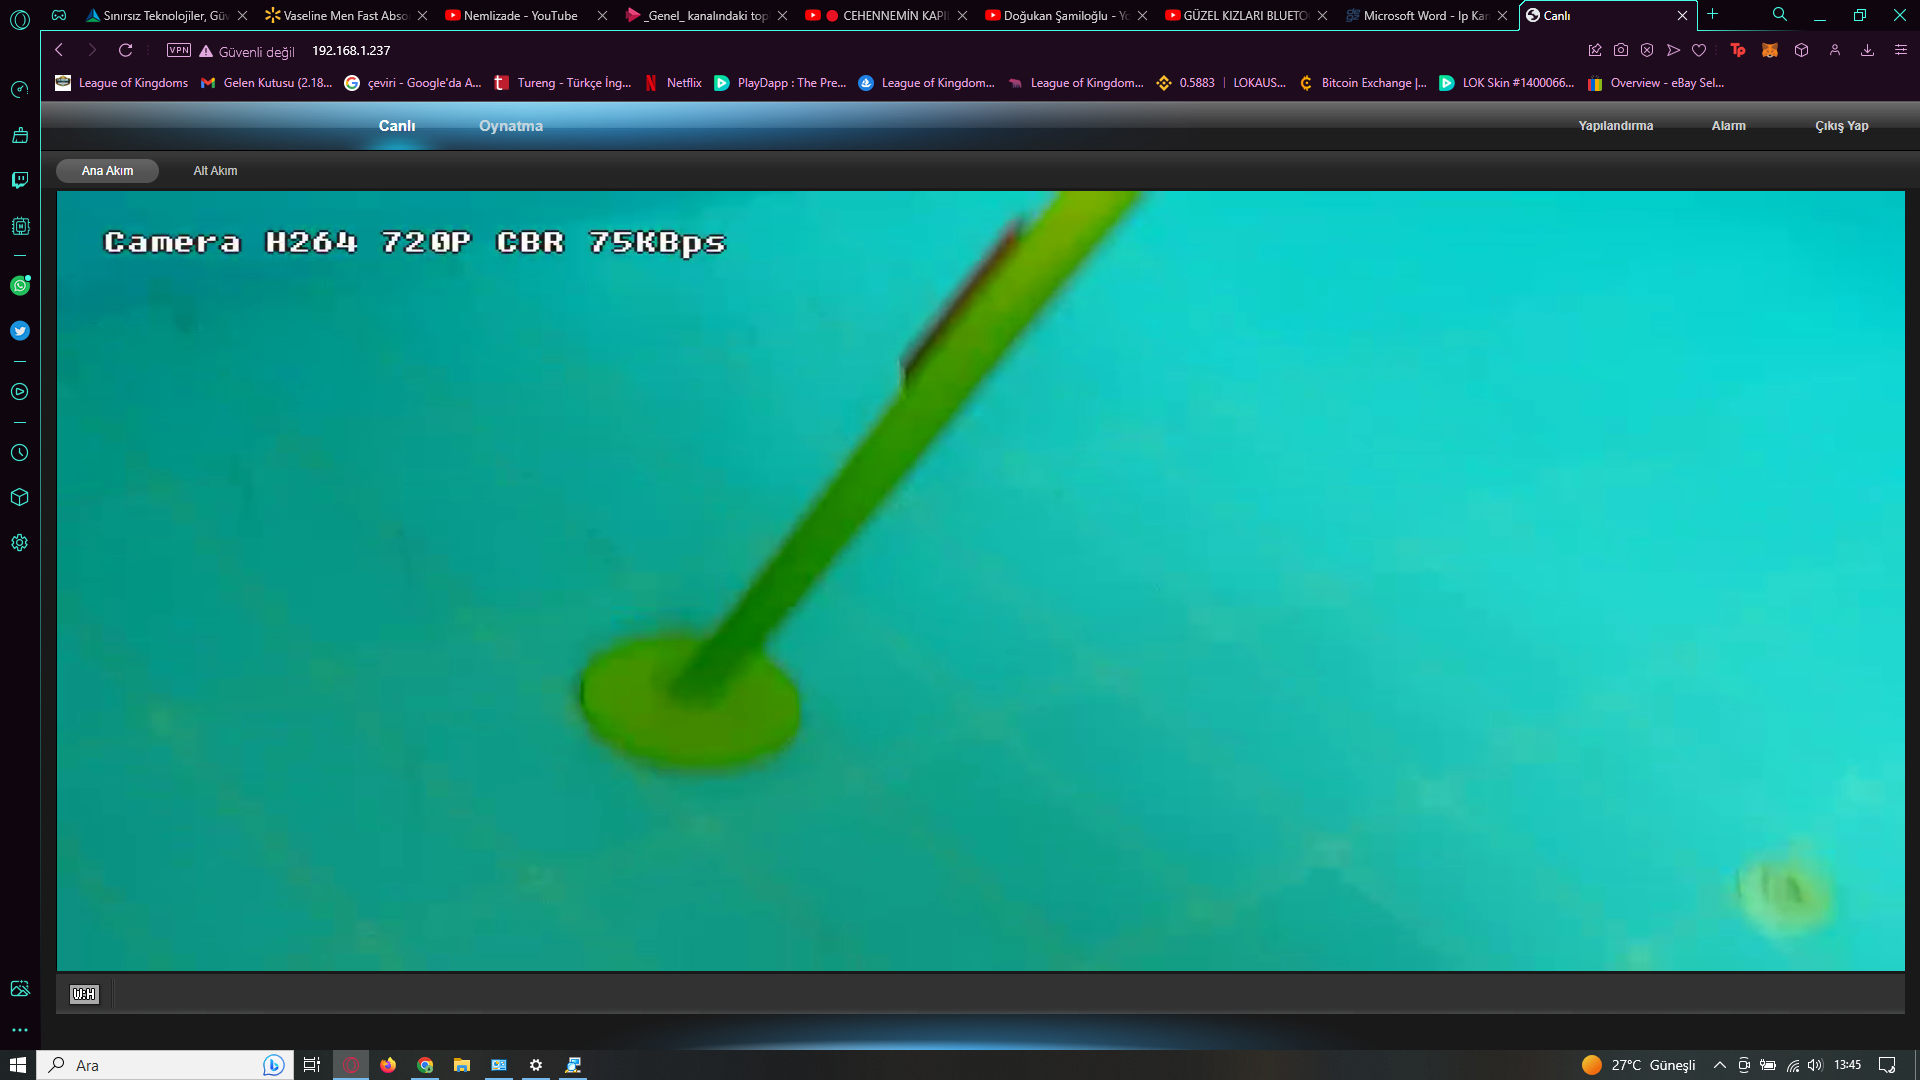 Sınırsız Teknolojiler, Güv
Vaseline Men Fast Abso
Nemlizade - YouTube
_Genel_ kanalındaki top
CEHENNEMİN KAPI
Doğukan Şamiloğlu - Yo
GÜZEL KIZLARI BLUETO
Microsoft Word - Ip Kar
Canlı
VPN
Güvenli değil
192.168.1.237
Tp
League of Kingdoms
Gelen Kutusu (2.18...
çeviri - Google'da A...
Tureng - Türkçe İng...
Netflix
PlayDapp : The Pre...
League of Kingdom...
League of Kingdom...
0.5883 | LOKAUS...
Bitcoin Exchange |...
LOK Skin #1400066...
Overview - eBay Sel...
Canlı
Oynatma
Yapılandırma
Alarm
Çıkış Yap
Ana Akım
Alt Akım
Camera H264 720P CBR 75KBps
W:H
Ara
27°C Güneşli
13:45